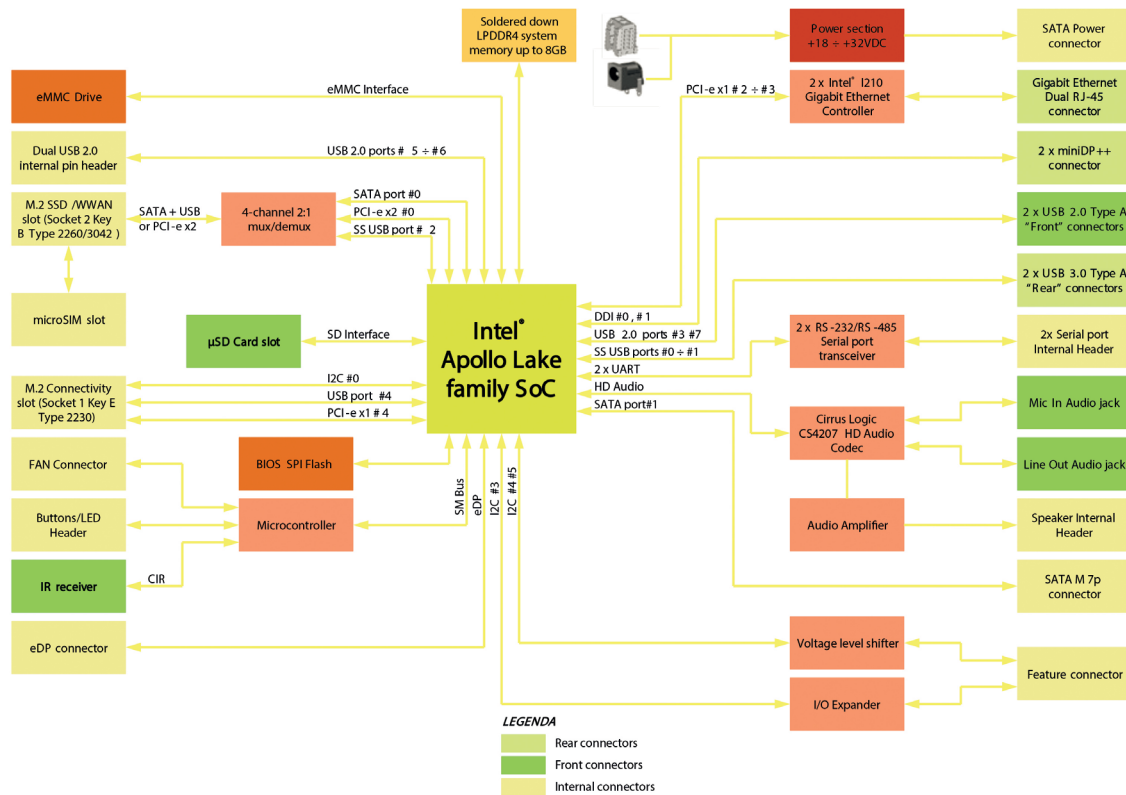 Soldered down
LPDDR4 system
memory up to 8GB
Power section
+18 ÷ +32VDC
SATA Power
connector
eMMC Drive
eMMC Interface
PCI-e x1 # 2 ÷ #3
2 x Intel® I210
Gigabit Ethernet
Controller
Gigabit Ethernet
Dual RJ-45
connector
Dual USB 2.0
internal pin header
USB 2.0 ports # 5 ÷ #6
2 x miniDP++
connector
M.2 SSD /WWAN
slot (Socket 2 Key
B Type 2260/3042 )
SATA + USB
or PCI-e x2
4-channel 2:1
mux/demux
SATA port #0
PCI-e x2 #0
SS USB port # 2
2 x USB 2.0 Type A
“Front” connectors
2 x USB 3.0 Type A
“Rear” connectors
microSIM slot
µSD Card slot
SD Interface
Intel®
Apollo Lake
family SoC
DDI #0 , # 1
USB 2.0 ports #3 #7
SS USB ports #0 ÷ #1
2 x UART
HD Audio
SATA port#1
2 x RS -232/RS -485
Serial port
transceiver
2x Serial port
Internal Header
M.2 Connectivity
slot (Socket 1 Key E
Type 2230)
I2C #0
USB port #4
PCI-e x1 # 4
Cirrus Logic
CS4207 HD Audio
Codec
Mic In Audio jack
Line Out Audio jack
FAN Connector
BIOS SPI Flash
SM Bus
eDP
I2C #3
I2C #4 #5
Buttons/LED
Header
Microcontroller
Audio Amplifier
Speaker Internal
Header
IR receiver
CIR
SATA M 7p
connector
eDP connector
Voltage level shifter
I/O Expander
Feature connector
LEGENDA
Rear connectors
Front connectors
Internal connectors